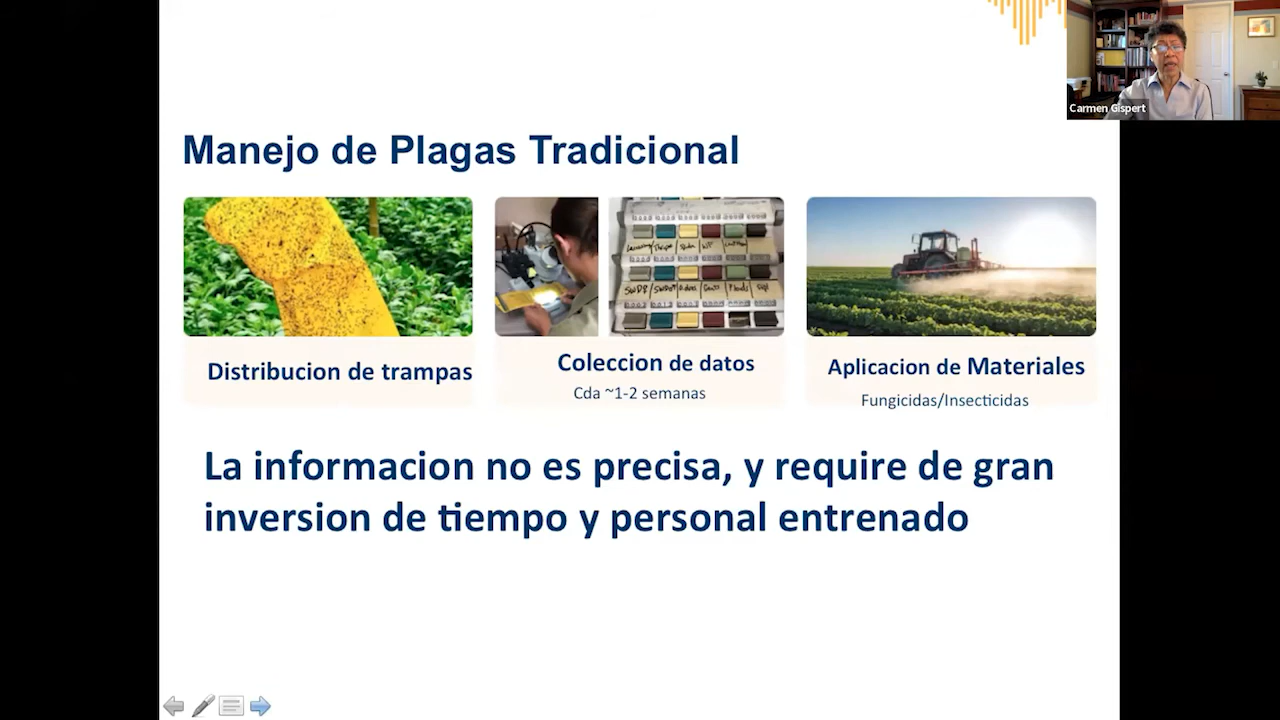 Carmen Gispert
Manejo de Plagas Tradicional
Distribucion de trampas
Coleccion de datos
Cda ~1-2 semanas
Aplicacion de Materiales
Fungicidas/Insecticidas
La informacion no es precisa, y require de gran
inversion de tiempo y personal entrenado